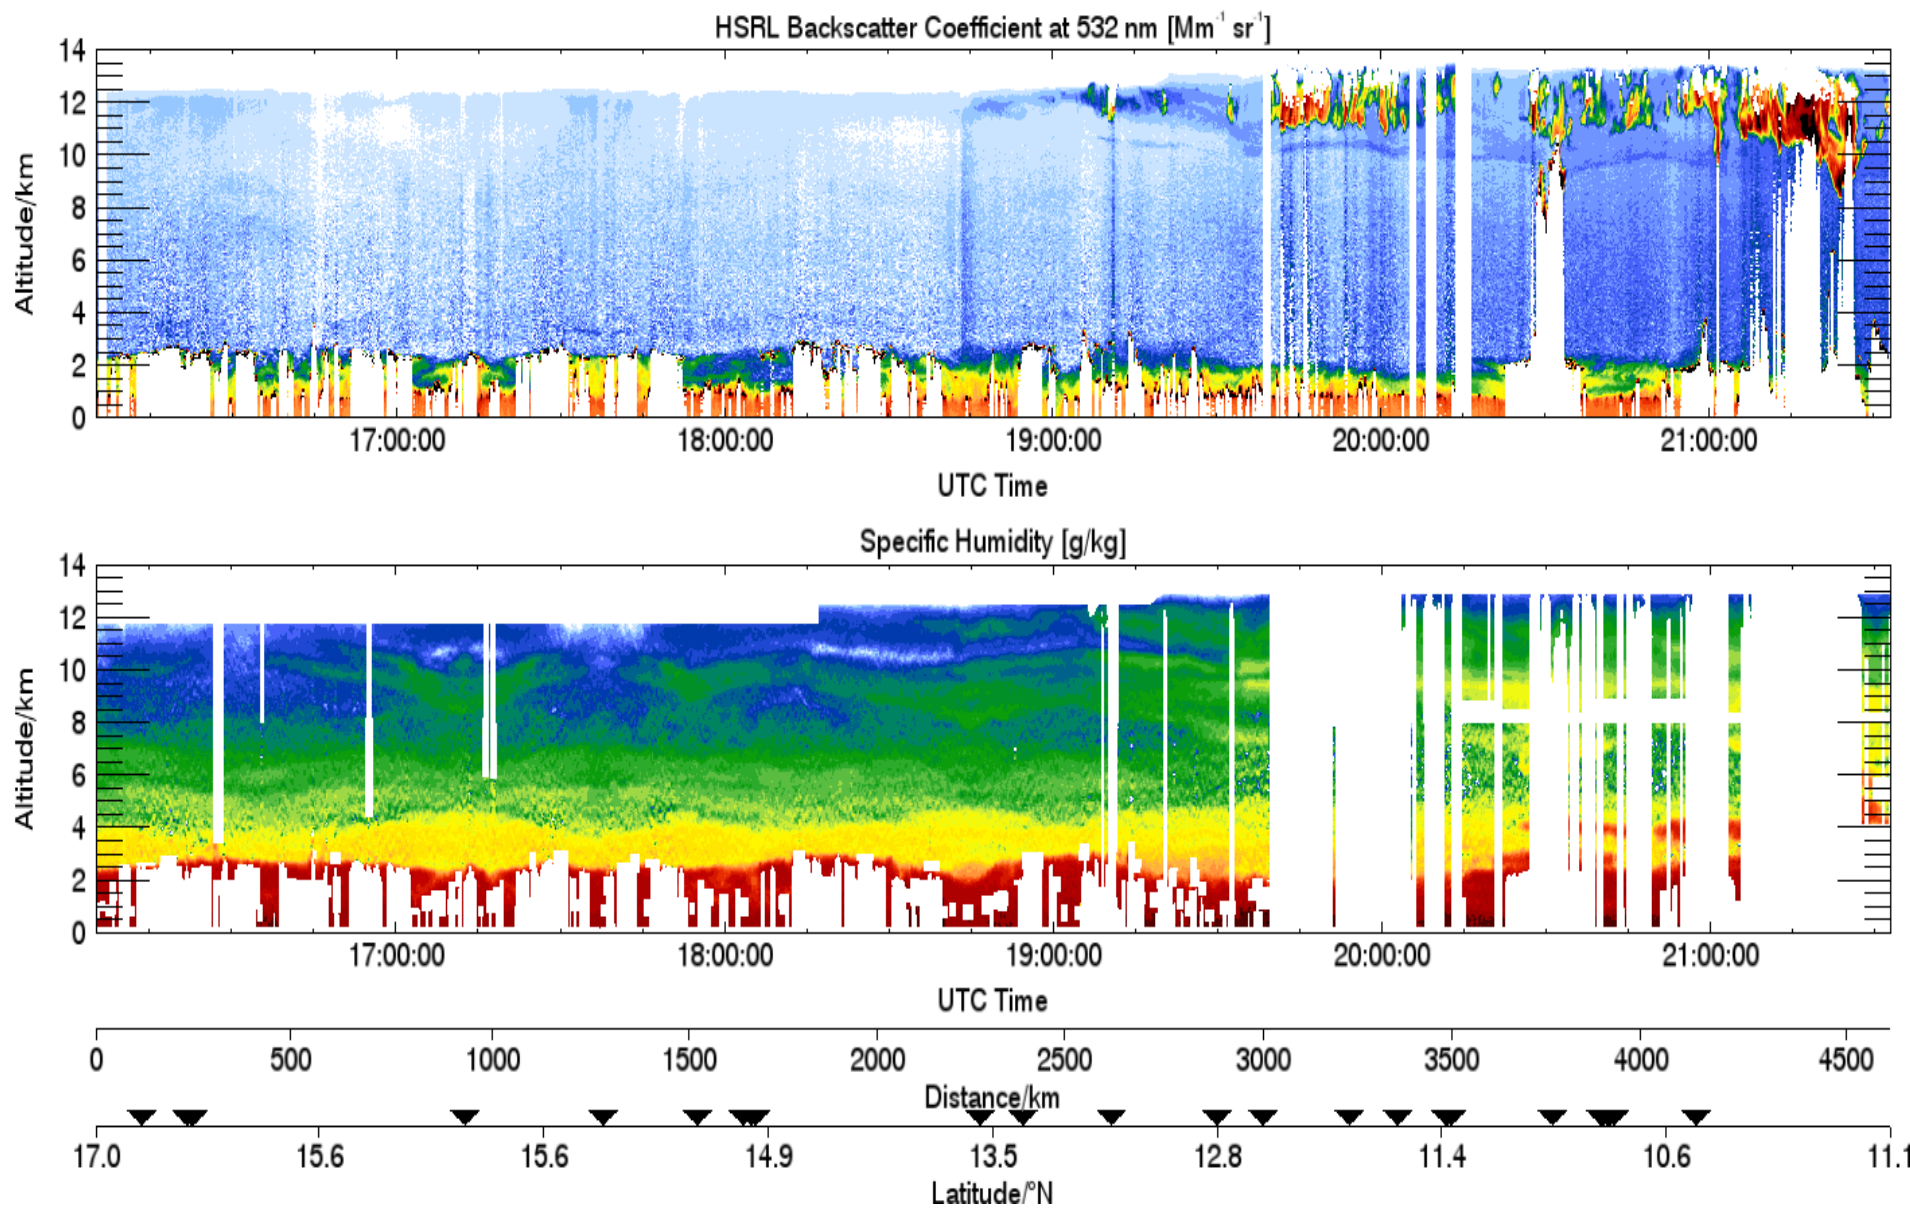 HSRL Backscatter Coefficient at 532 nm [Mm⁻¹ sr⁻¹]
14
12
10
8
6
4
2
0
Altitude/km
17:00:00 18:00:00 19:00:00 20:00:00 21:00:00
UTC Time
Specific Humidity [g/kg]
14
12
10
8
6
4
2
0
Altitude/km
17:00:00 18:00:00 19:00:00 20:00:00 21:00:00
UTC Time
0 500 1000 1500 2000 2500 3000 3500 4000 4500
Distance/km
17.0 15.6 15.6 14.9 13.5 12.8 11.4 10.6 11.1
Latitude/°N